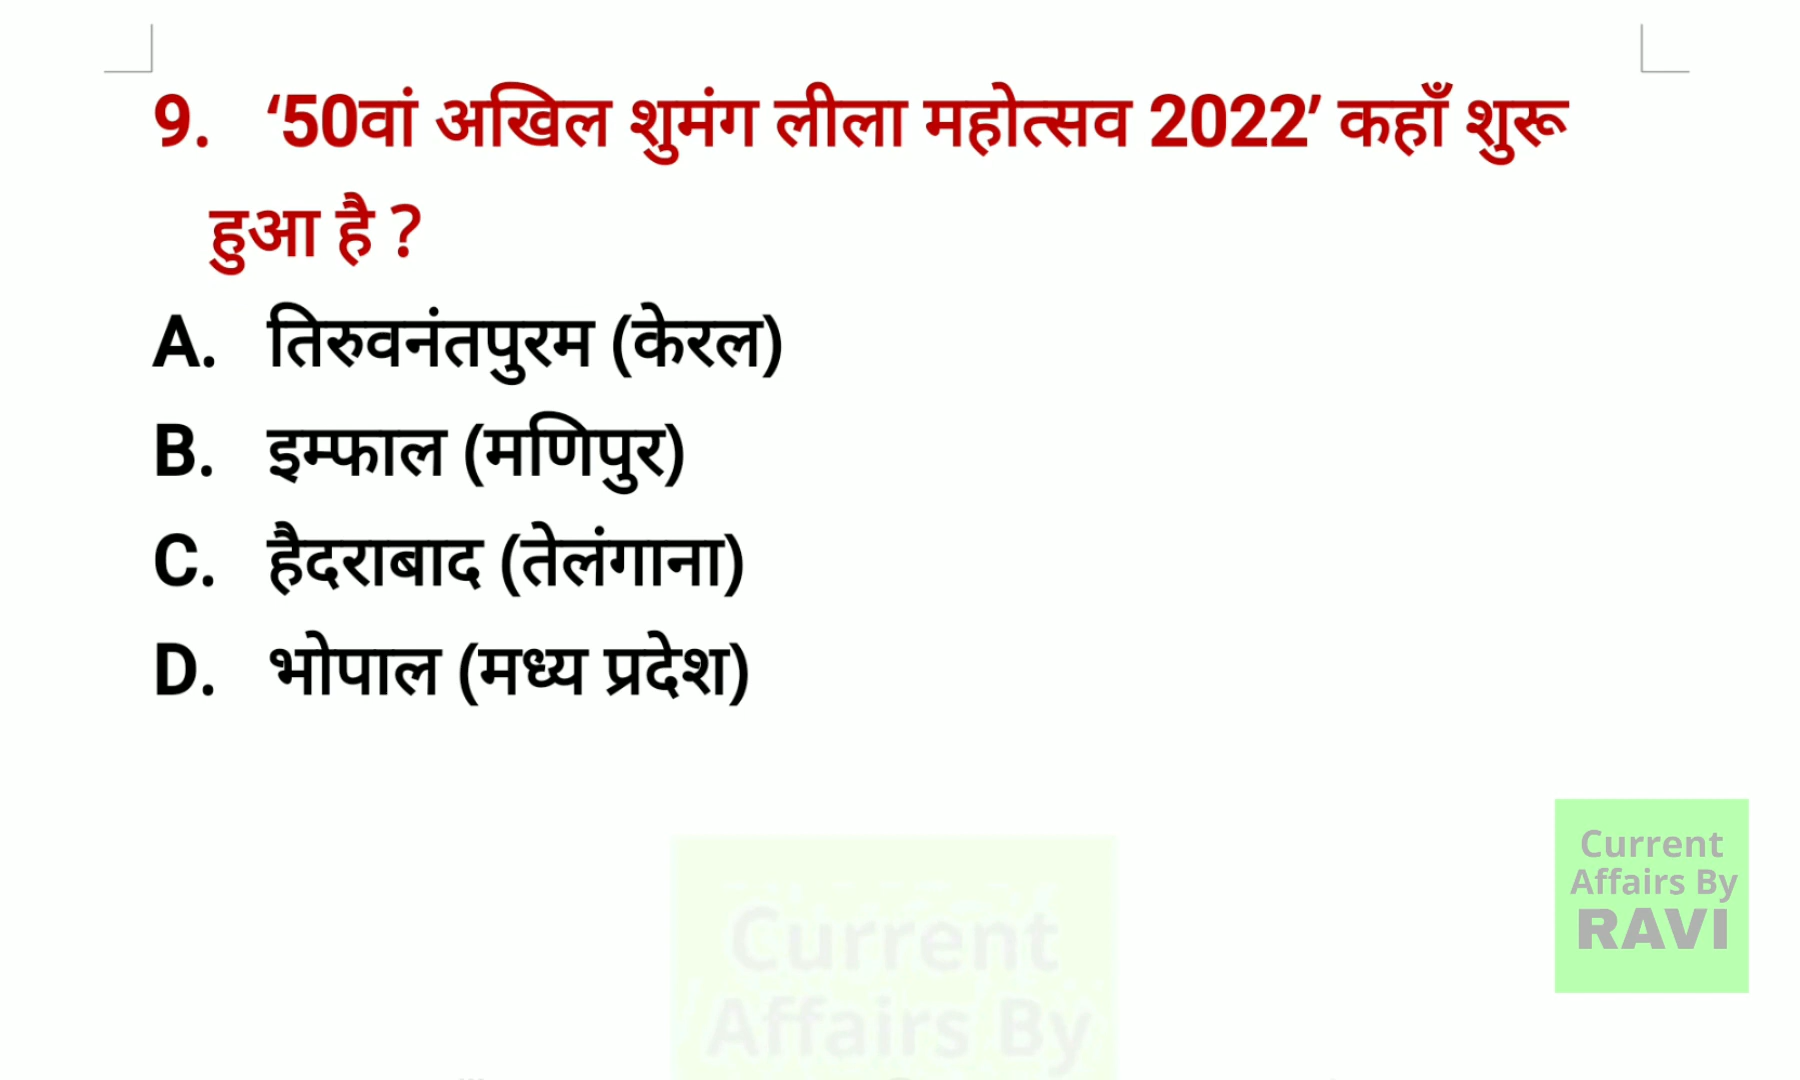 9. ‘50वां अखिल शुमंग लीला महोत्सव 2022’ कहाँ शुरू
हुआ है ?
A. तिरुवनंतपुरम (केरल)
B. इम्फाल (मणिपुर)
C. हैदराबाद (तेलंगाना)
D. भोपाल (मध्य प्रदेश)
Current
Affairs By
RAVI
Current
Affairs By